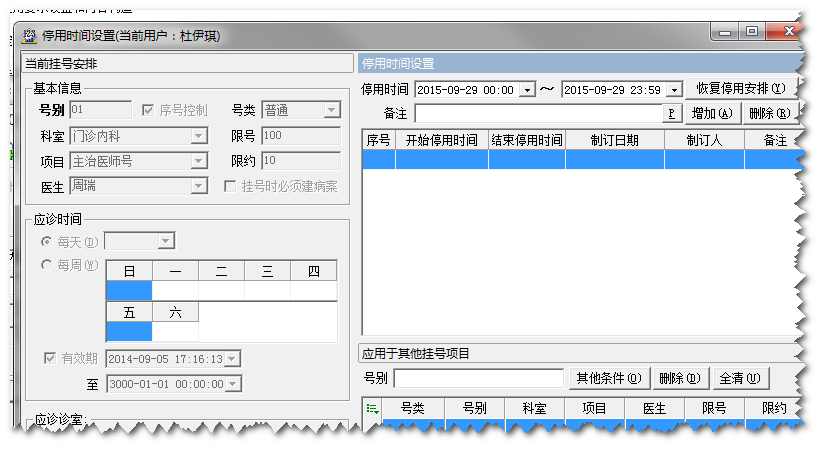 停用时间设置(当前用户：杜伊琪)
当前挂号安排
基本信息
号别 01 序号控制 号类 普通
科室 门诊内科 限号 100
项目 主治医师号 限约 10
医生 周瑞 挂号时必须建病案
应诊时间
每天(D)
每周(W)
日 一 二 三 四
五 六
有效期 2014-09-05 17:16:13
至 3000-01-01 00:00:00
应诊诊室:
停用时间设置
停用时间 2015-09-29 00:00 ～ 2015-09-29 23:59 恢复停用安排(Y)
备注 P 增加(A) 删除(R)
序号 开始停用时间 结束停用时间 制订日期 制订人 备注
应用于其他挂号项目
号别 其他条件(O) 删除(D) 全清(U)
号类 号别 科室 项目 医生 限号 限约